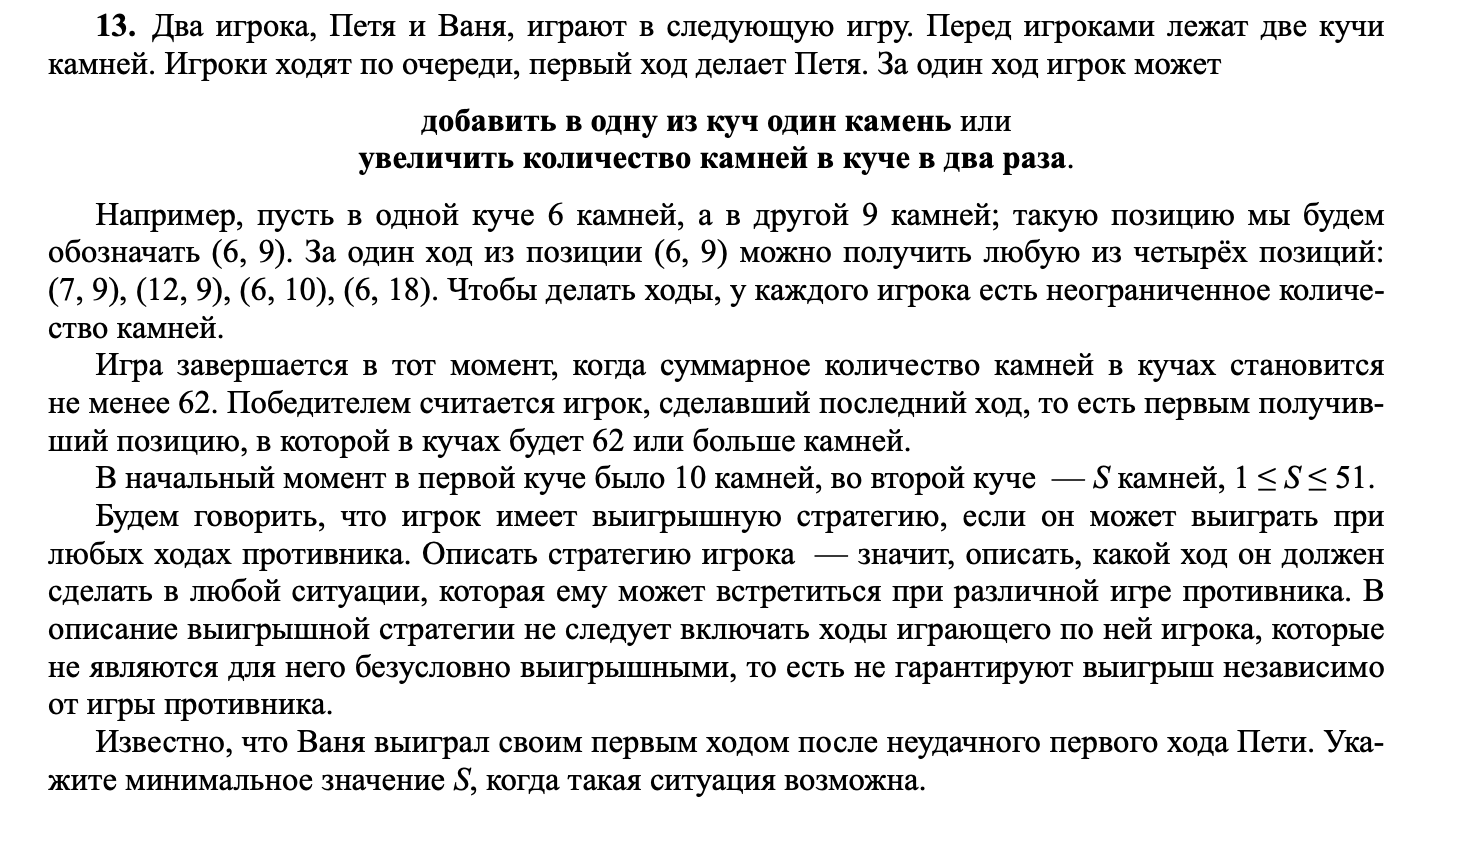 13. Два игрока, Петя и Ваня, играют в следующую игру. Перед игроками лежат две кучи
камней. Игроки ходят по очереди, первый ход делает Петя. За один ход игрок может
добавить в одну из куч один камень или
увеличить количество камней в куче в два раза.
Например, пусть в одной куче 6 камней, а в другой 9 камней; такую позицию мы будем
обозначать (6, 9). За один ход из позиции (6, 9) можно получить любую из четырёх позиций:
(7, 9), (12, 9), (6, 10), (6, 18). Чтобы делать ходы, у каждого игрока есть неограниченное количе-
ство камней.
Игра завершается в тот момент, когда суммарное количество камней в кучах становится
не менее 62. Победителем считается игрок, сделавший последний ход, то есть первым получив-
ший позицию, в которой в кучах будет 62 или больше камней.
В начальный момент в первой куче было 10 камней, во второй куче — S камней, 1 ≤ S ≤ 51.
Будем говорить, что игрок имеет выигрышную стратегию, если он может выиграть при
любых ходах противника. Описать стратегию игрока — значит, описать, какой ход он должен
сделать в любой ситуации, которая ему может встретиться при различной игре противника. В
описание выигрышной стратегии не следует включать ходы играющего по ней игрока, которые
не являются для него безусловно выигрышными, то есть не гарантируют выигрыш независимо
от игры противника.
Известно, что Ваня выиграл своим первым ходом после неудачного первого хода Пети. Ука-
жите минимальное значение S, когда такая ситуация возможна.